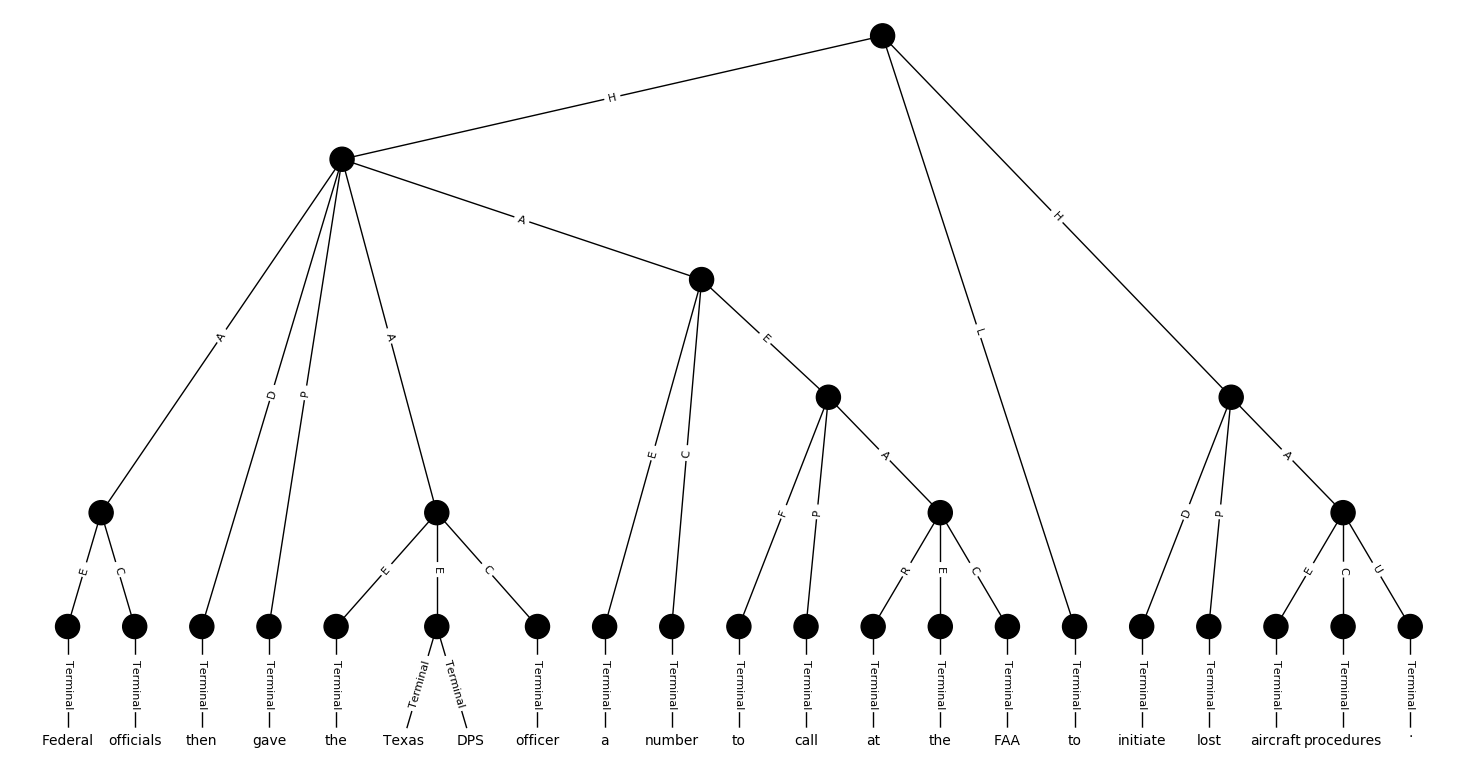 H
A
H
L
A
A
E
D
P
E
C
A
A
F
P
D
P
E
C
E
E
C
R
E
C
E
C
U
Terminal Terminal Terminal Terminal Terminal Terminal Terminal Terminal Terminal Terminal Terminal Terminal Terminal Terminal Terminal Terminal Terminal Terminal Terminal Terminal Terminal
Federal officials then gave the Texas DPS officer a number to call at the FAA to initiate lost aircraft procedures .